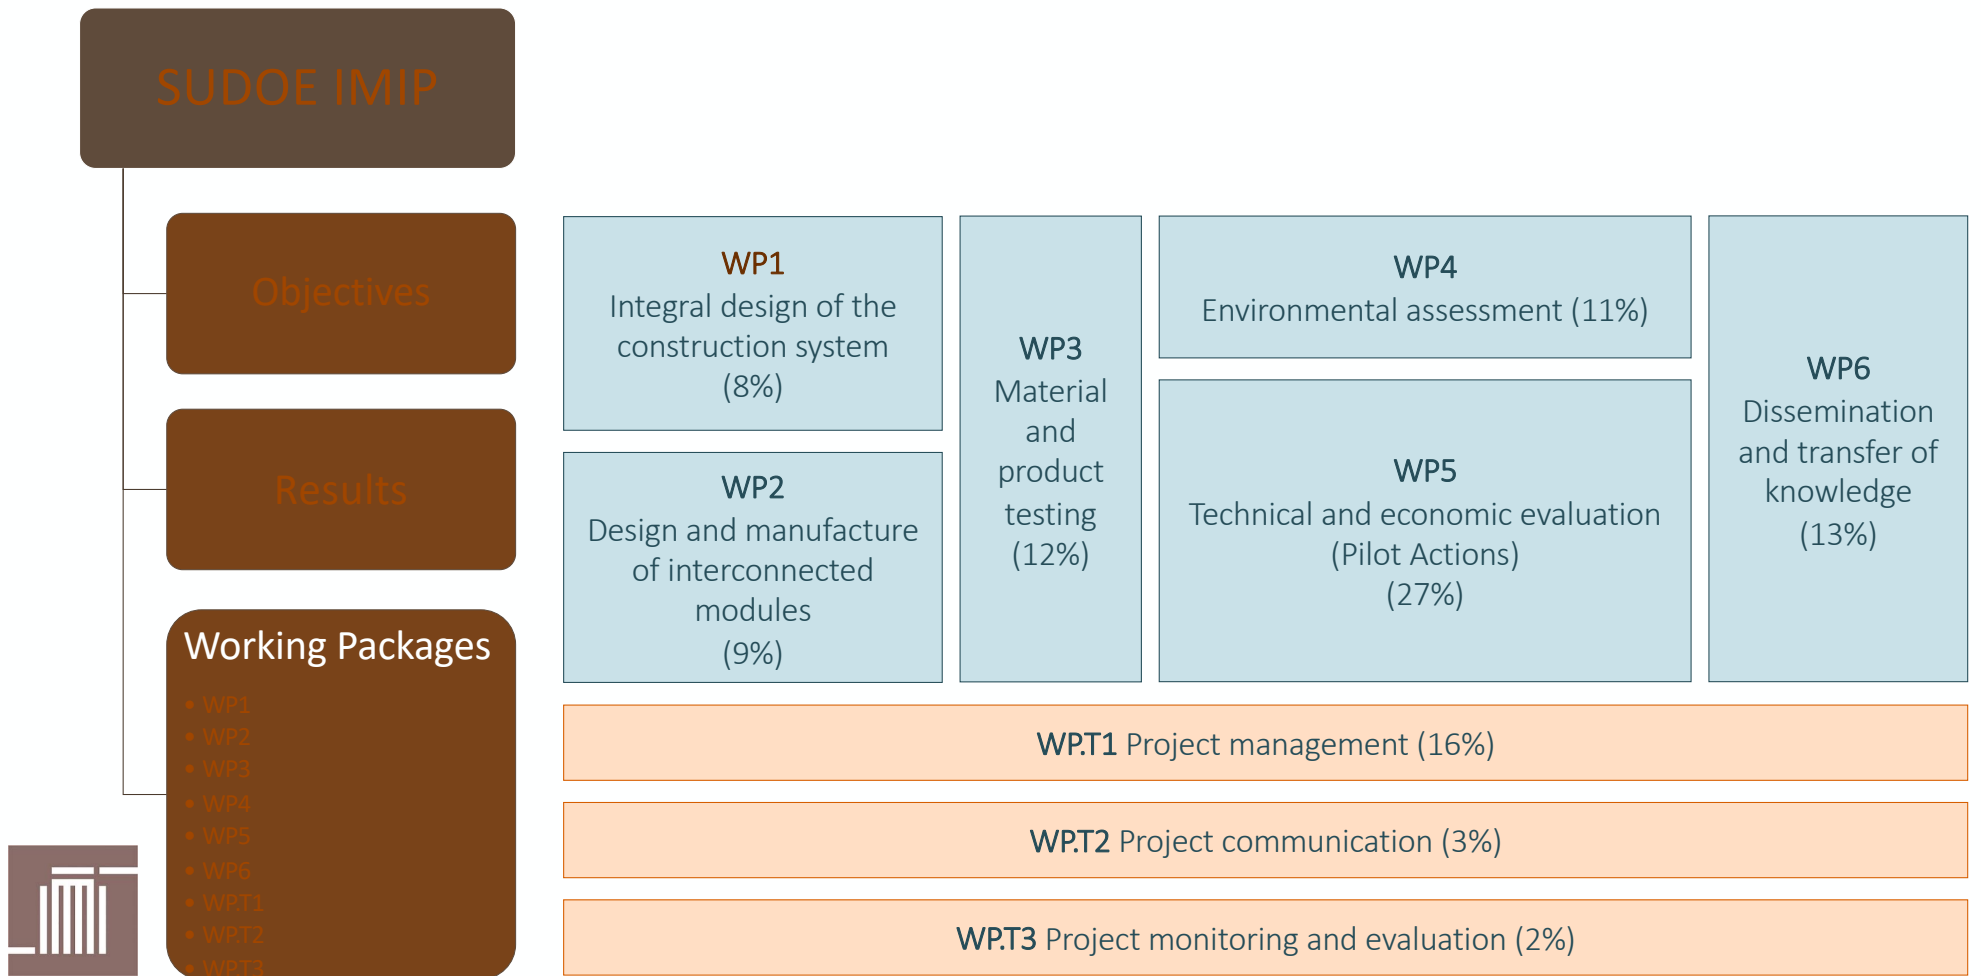 SUDOE IMIP
Objectives
Results
Working Packages
• WP1
• WP2
• WP3
• WP4
• WP5
• WP6
• WP.T1
• WP.T2
• WP.T3
WP1
Integral design of the
construction system
(8%)
WP2
Design and manufacture
of interconnected
modules
(9%)
WP3
Material
and
product
testing
(12%)
WP4
Environmental assessment (11%)
WP5
Technical and economic evaluation
(Pilot Actions)
(27%)
WP6
Dissemination
and transfer of
knowledge
(13%)
WP.T1 Project management (16%)
WP.T2 Project communication (3%)
WP.T3 Project monitoring and evaluation (2%)